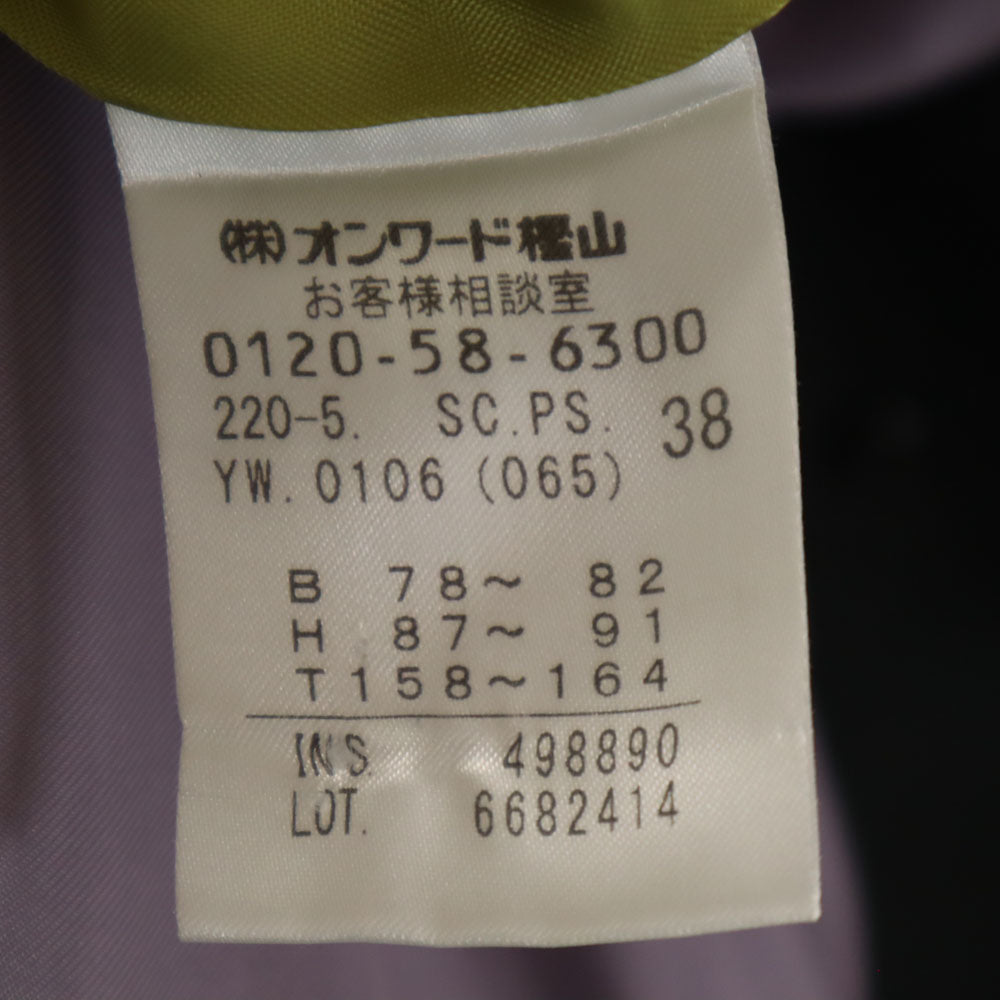 (株)オンワード樫山
お客様相談室
0120-58-6300
220-5. SC.PS. 38
YW.0106(065)
B 78~ 82
H 87~ 91
T158~164
INS. 498890
LOT. 6682414